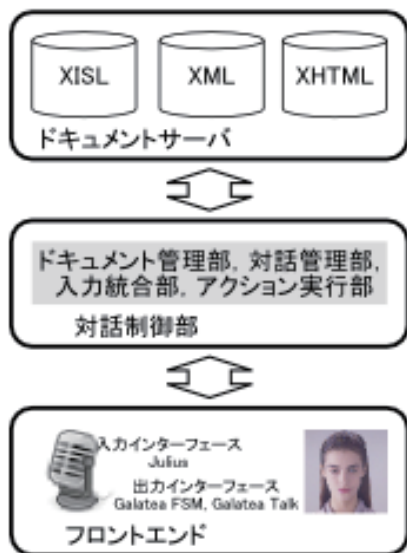 XISL
XML
XHTML
ドキュメントサーバ
ドキュメント管理部, 対話管理部,
入力統合部, アクション実行部
対話制御部
入力インターフェース
Julius
出力インターフェース
Galatea FSM, Galatea Talk
フロントエンド